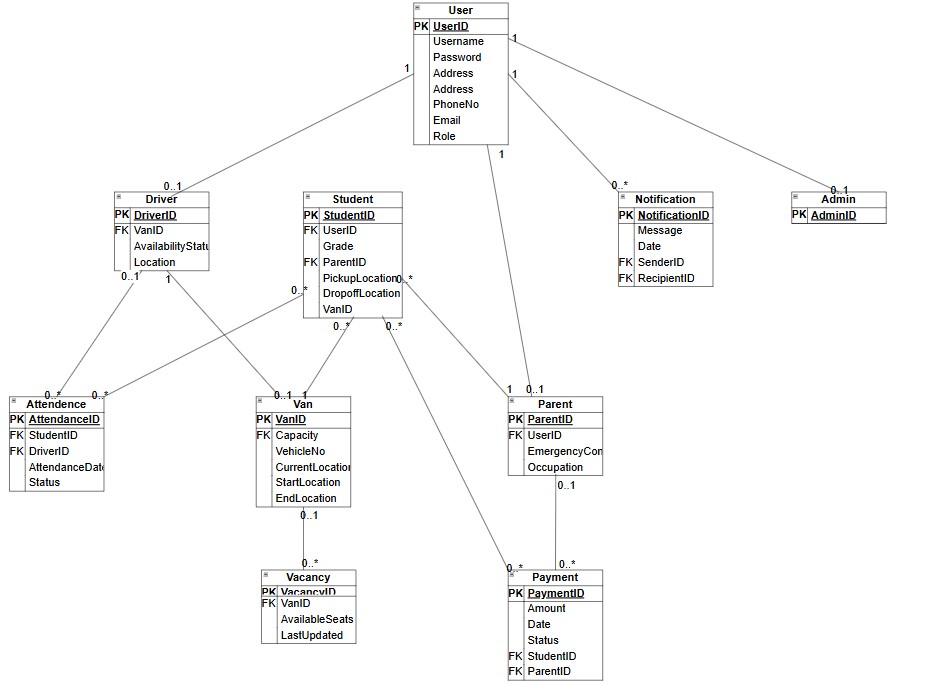 User
PK UserID
Username
Password
Address
Address
PhoneNo
Email
Role
1
1
1
1
0..1
0..*
0..1
Driver
PK DriverID
FK VanID
AvailabilityStatu
Location
0..1
1
Student
PK StudentID
FK UserID
Grade
FK ParentID
PickupLocation
DropoffLocation
VanID
0..*
0..*
0..*
0..*
Notification
PK NotificationID
Message
Date
FK SenderID
FK RecipientID
Admin
PK AdminID
0..*
0..*
Attendence
PK AttendanceID
FK StudentID
FK DriverID
AttendanceDate
Status
0..1
1
Van
PK VanID
FK Capacity
VehicleNo
CurrentLocation
StartLocation
EndLocation
0..1
1
0..1
Parent
PK ParentID
FK UserID
EmergencyCon
Occupation
0..1
0..*
Vacancy
PK VacancyID
FK VanID
AvailableSeats
LastUpdated
0..*
0..*
Payment
PK PaymentID
Amount
Date
Status
FK StudentID
FK ParentID